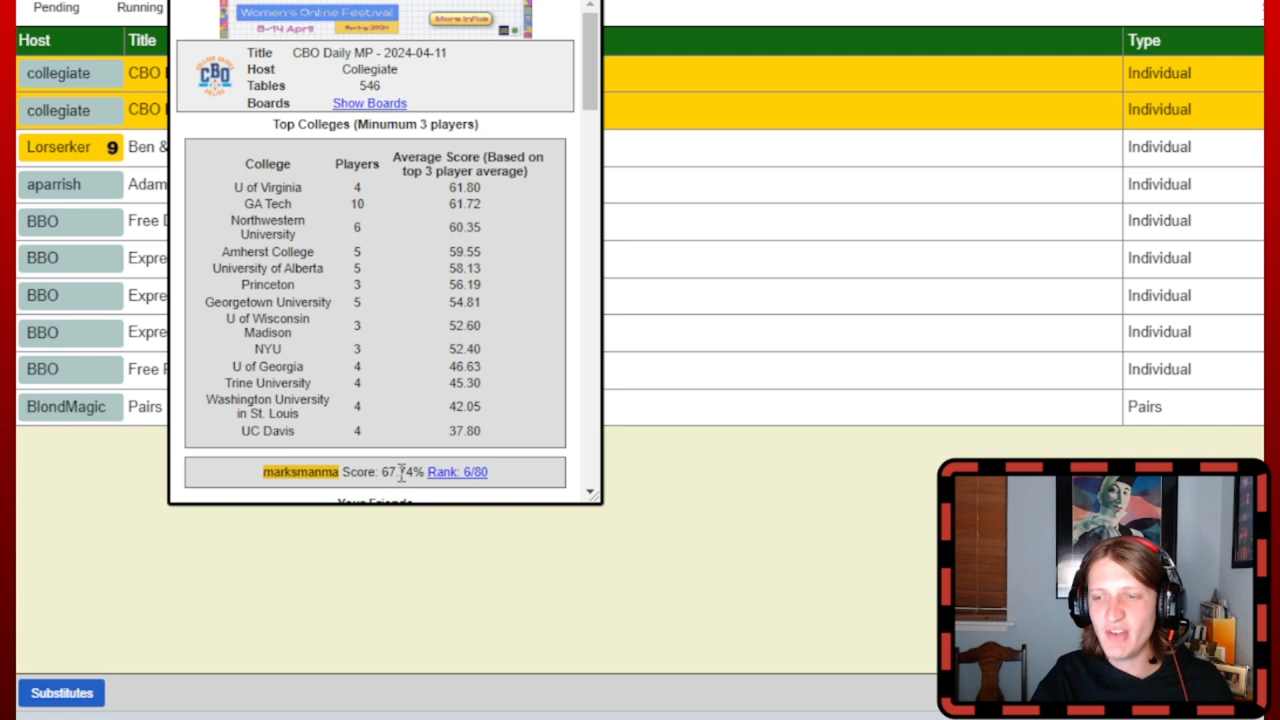 Pending Running
Women's Online Festival
8-14 April Spring 2024 More infos
Host Title Type
CBO
Title CBO Daily MP - 2024-04-11
Host Collegiate
Tables 546
Boards Show Boards
Top Colleges (Minumum 3 players)
College Players Average Score (Based on
top 3 player average)
U of Virginia 4 61.80
GA Tech 10 61.72
Northwestern
University 6 60.35
Amherst College 5 59.55
University of Alberta 5 58.13
Princeton 3 56.19
Georgetown University 5 54.81
U of Wisconsin
Madison 3 52.60
NYU 3 52.40
U of Georgia 4 46.63
Trine University 4 45.30
Washington University
in St. Louis 4 42.05
UC Davis 4 37.80
marksmanma Score: Rank: 6/80
Your Friends
collegiate CBO Individual
collegiate CBO Individual
Lorserker 9 Ben & Individual
aparrish Adam Individual
BBO Free Individual
BBO Expre Individual
BBO Expre Individual
BBO Expre Individual
BBO Free Individual
BlondMagic Pairs Pairs
Substitutes